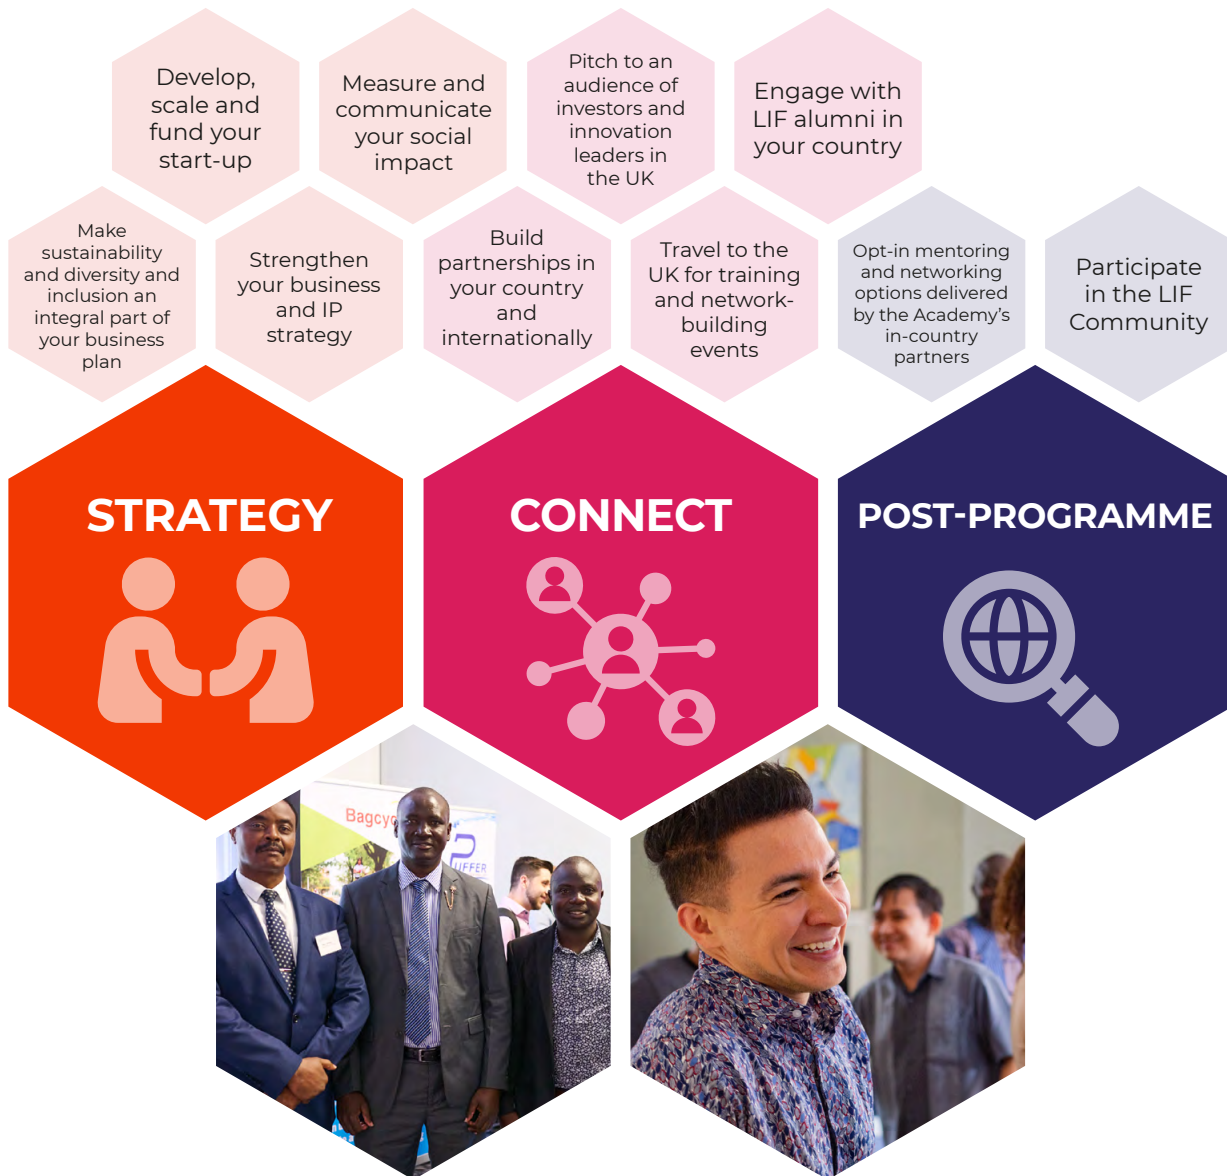 Develop,
scale and
fund your
start-up
Measure and
communicate
your social
impact
Pitch to an
audience of
investors and
innovation
leaders in
the UK
Engage with
LIF alumni in
your country
Make
sustainability
and diversity and
inclusion an
integral part of
your business
plan
Strengthen
your business
and IP
strategy
Build
partnerships in
your country
and
internationally
Travel to the
UK for training
and network-
building
events
Opt-in mentoring
and networking
options delivered
by the Academy's
in-country
partners
Participate
in the LIF
Community
STRATEGY
CONNECT
POST-PROGRAMME
Bagcyc
UFFER